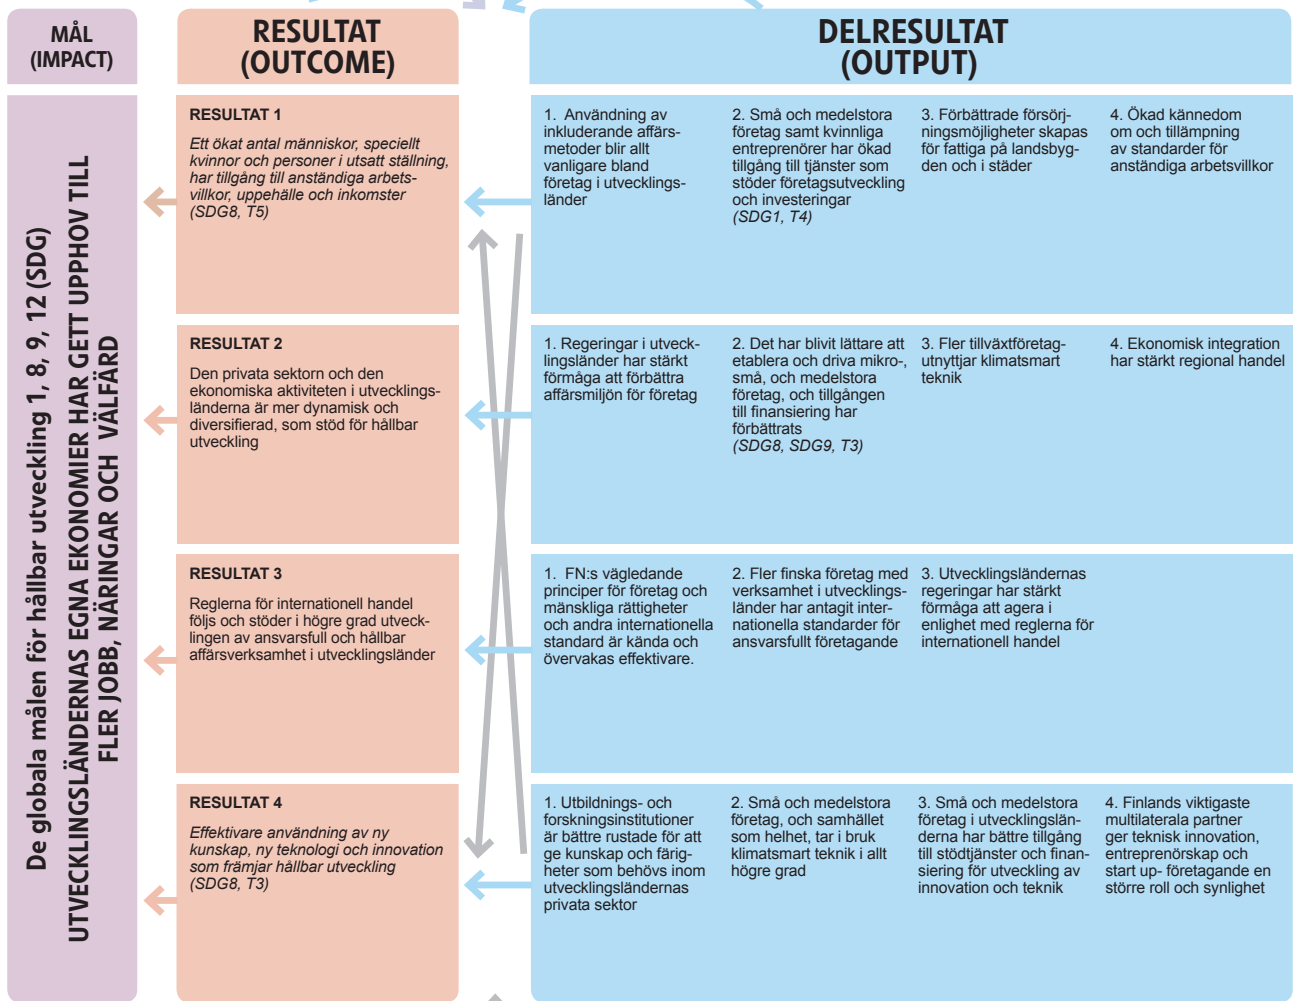 MÅL
(IMPACT)
RESULTAT
(OUTCOME)
DELRESULTAT
(OUTPUT)
De globala målen för hållbar utveckling 1, 8, 9, 12 (SDG)
UTVECKLINGSLÄNDERNAS EGNA EKONOMIER HAR GETT UPPHOV TILL
FLER JOBB, NÄRINGAR OCH VÄLFÄRD
RESULTAT 1
Ett ökat antal människor, speciellt
kvinnor och personer i utsatt ställning,
har tillgång till anständiga arbets-
villkor, uppehälle och inkomster
(SDG8, T5)
1. Användning av
inkluderande affärs-
metoder blir allt
vanligare bland
företag i utvecklings-
länder
2. Små och medelstora
företag samt kvinnliga
entreprenörer har ökad
tillgång till tjänster som
stöder företagsutveckling
och investeringar
(SDG1, T4)
3. Förbättrade försörj-
ningsmöjligheter skapas
för fattiga på landsbyg-
den och i städer
4. Ökad kännedom
om och tillämpning
av standarder för
anständiga arbetsvillkor
RESULTAT 2
Den privata sektorn och den
ekonomiska aktiviteten i utvecklings-
länderna är mer dynamisk och
diversifierad, som stöd för hållbar
utveckling
1. Regeringar i utveck-
lingsländer har stärkt
förmåga att förbättra
affärsmiljön för företag
2. Det har blivit lättare att
etablera och driva mikro-,
små, och medelstora
företag, och tillgången
till finansiering har
förbättrats
(SDG8, SDG9, T3)
3. Fler tillväxtföretag-
utnyttjar klimatsmart
teknik
4. Ekonomisk integration
har stärkt regional handel
RESULTAT 3
Reglerna för internationell handel
följs och stöder i högre grad utveck-
lingen av ansvarsfull och hållbar
affärsverksamhet i utvecklingsländer
1. FN:s vägledande
principer för företag och
mänskliga rättigheter
och andra internationella
standard är kända och
övervakas effektivare.
2. Fler finska företag med
verksamhet i utvecklings-
länder har antagit inter-
nationella standarder för
ansvarsfullt företagande
3. Utvecklingsländernas
regeringar har stärkt
förmåga att agera i
enlighet med reglerna för
internationell handel
RESULTAT 4
Effektivare användning av ny
kunskap, ny teknologi och innovation
som främjar hållbar utveckling
(SDG8, T3)
1. Utbildnings- och
forskningsinstitutioner
är bättre rustade för att
ge kunskap och färig-
heter som behövs inom
utvecklingsländernas
privata sektor
2. Små och medelstora
företag, och samhället
som helhet, tar i bruk
klimatsmart teknik i allt
högre grad
3. Små och medelstora
företag i utvecklingslän-
derna har bättre tillgång
till stödtjänster och finan-
siering för utveckling av
innovation och teknik
4. Finlands viktigaste
multilaterala partner
ger teknisk innovation,
entreprenörskap och
start up- företagande en
större roll och synlighet